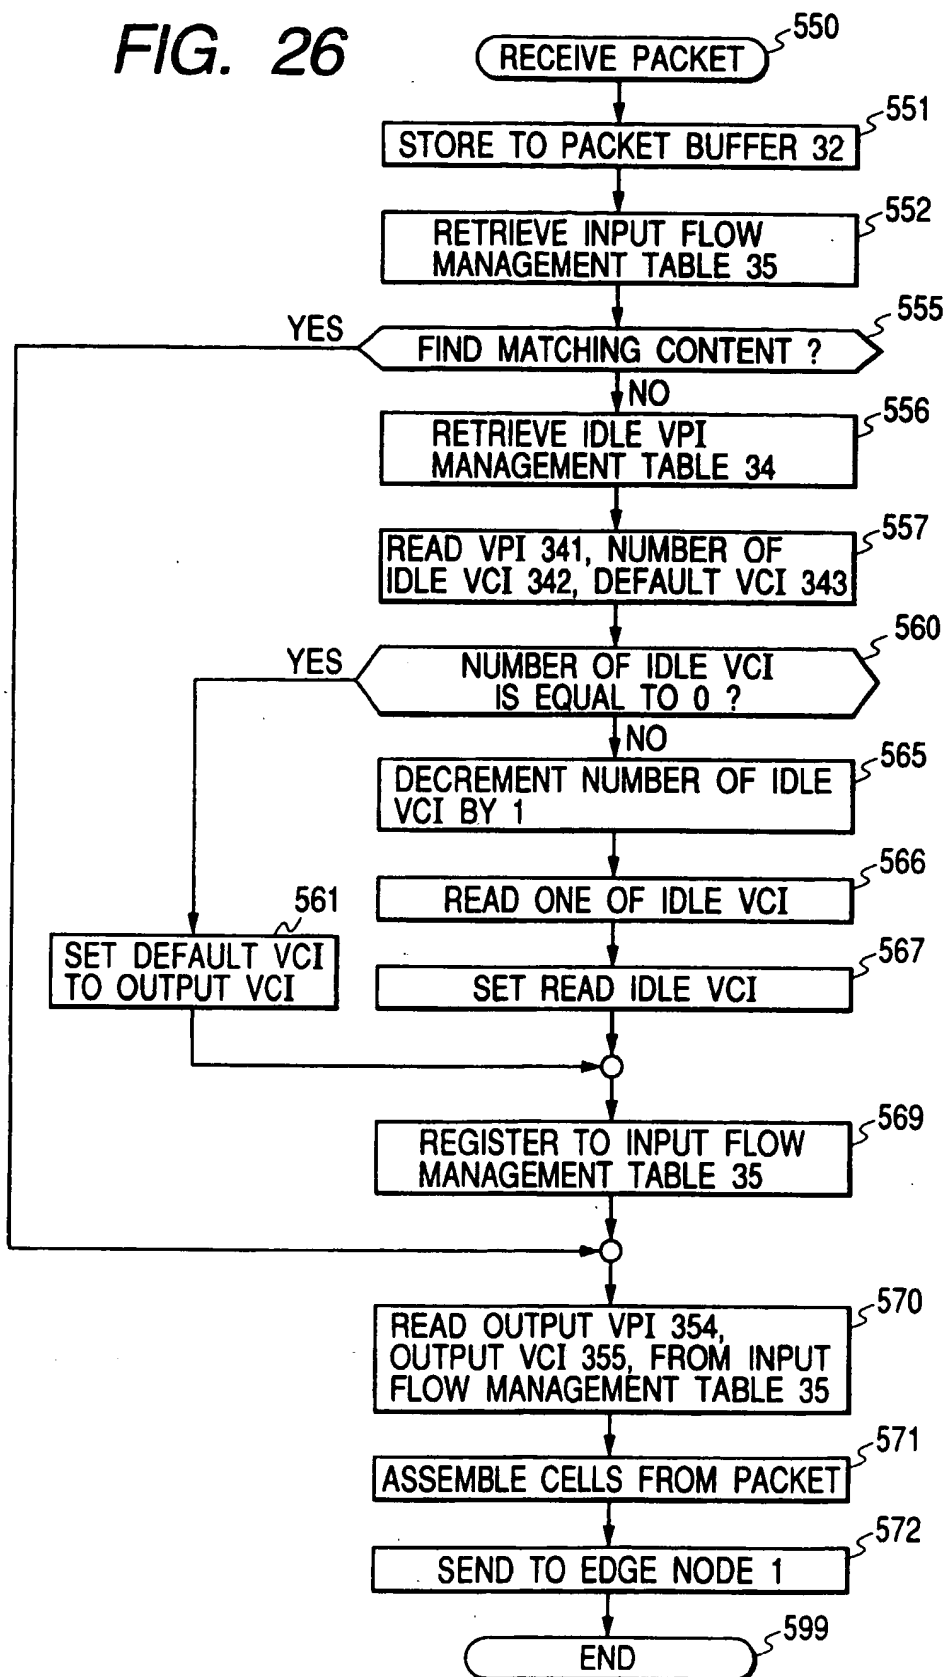 FIG. 26
RECEIVE PACKET
550
STORE TO PACKET BUFFER 32
551
RETRIEVE INPUT FLOW
MANAGEMENT TABLE 35
552
FIND MATCHING CONTENT ?
555
YES
NO
RETRIEVE IDLE VPI
MANAGEMENT TABLE 34
556
READ VPI 341, NUMBER OF
IDLE VCI 342, DEFAULT VCI 343
557
NUMBER OF IDLE VCI
IS EQUAL TO 0 ?
560
YES
NO
DECREMENT NUMBER OF IDLE
VCI BY 1
565
READ ONE OF IDLE VCI
566
SET DEFAULT VCI
TO OUTPUT VCI
561
SET READ IDLE VCI
567
REGISTER TO INPUT FLOW
MANAGEMENT TABLE 35
569
READ OUTPUT VPI 354,
OUTPUT VCI 355, FROM INPUT
FLOW MANAGEMENT TABLE 35
570
ASSEMBLE CELLS FROM PACKET
571
SEND TO EDGE NODE 1
572
END
599